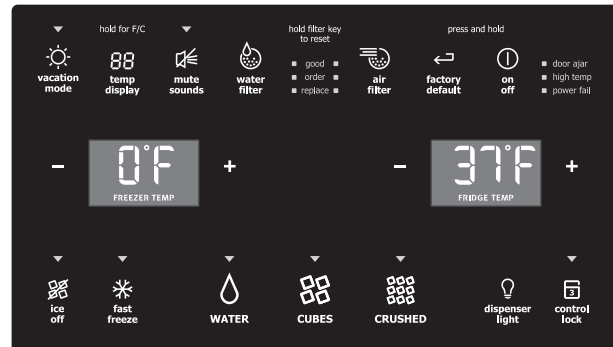 hold for F/C
hold filter key
to reset
press and hold
88
vacation
mode
temp
display
mute
sounds
water
filter
good
order
replace
air
filter
factory
default
on
off
door ajar
high temp
power fail
- 0°F +
FREEZER TEMP
- 37°F +
FRIDGE TEMP
3
ice
off
fast
freeze
WATER
CUBES
CRUSHED
dispenser
light
control
lock